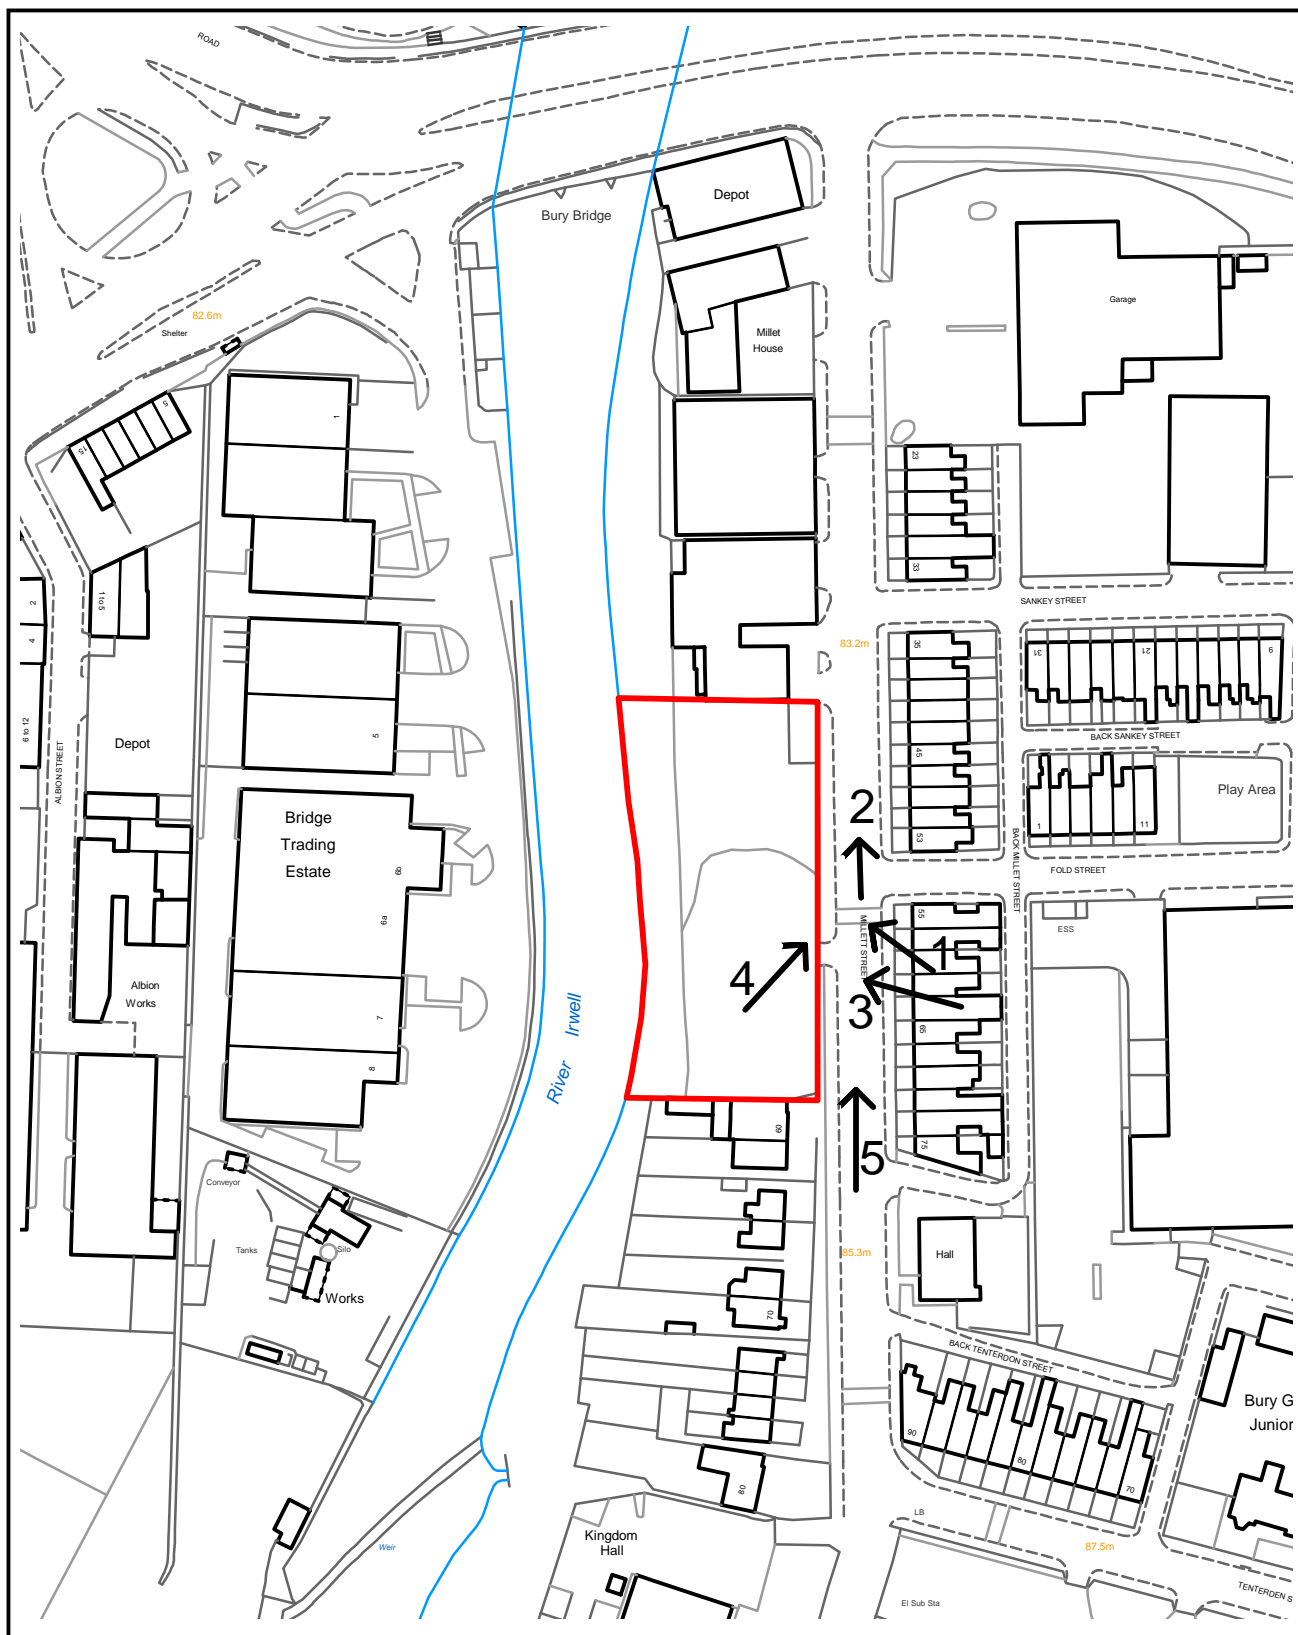 ROAD
Depot
Bury Bridge
Garage
82.6m
Shelter
Millet
House
1
5
15
23
33
1 to 5
2
4
SANKEY STREET
83.2m
35
31
21
9
6 to 12
ALBION STREET
Depot
5
45
BACK SANKEY STREET
Play Area
2
Bridge
Trading
Estate
53
1
11
BACK MILLET STREET
FOLD STREET
6b
6a
55
MILLETT STREET
ESS
1
4
3
Albion
Works
7
65
River Irwell
8
60
75
5
Conveyor
Tanks
Silo
Works
85.3m
Hall
70
BACK TENTERDON STREET
90
80
70
Bury G
Junior
80
LB
87.5m
Kingdom
Hall
Weir
TENTERDEN S
El Sub Sta